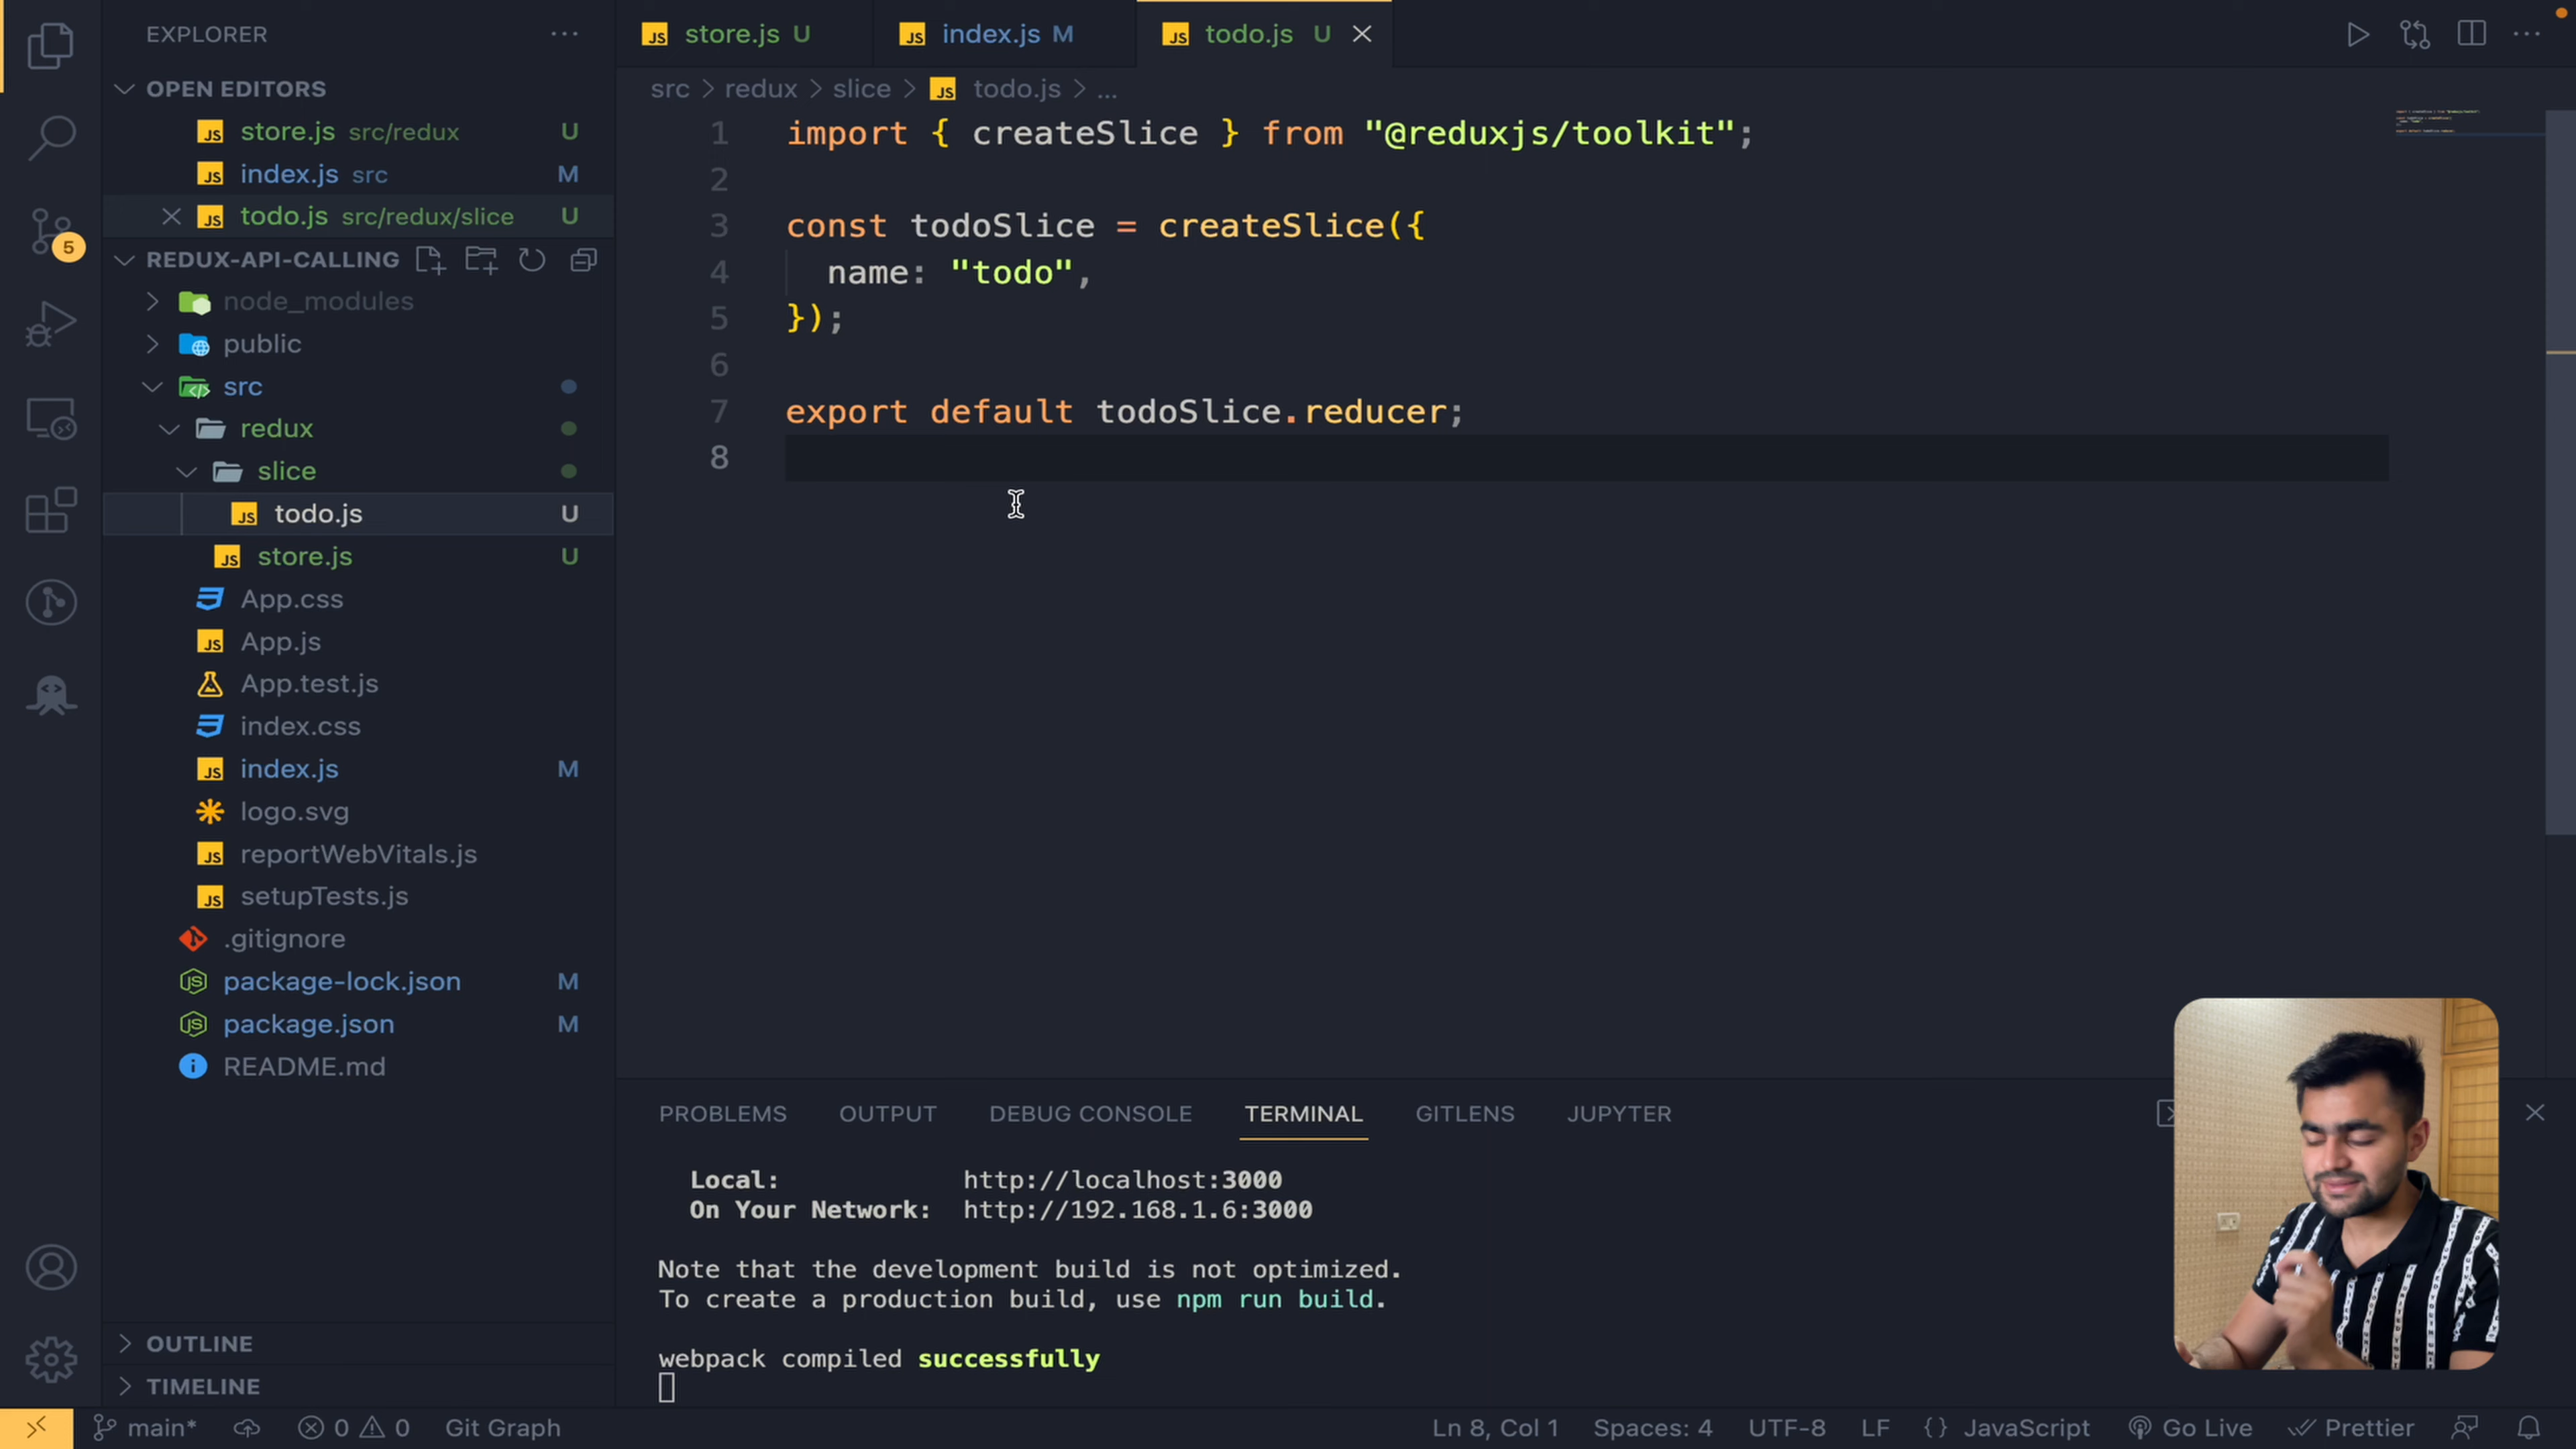 EXPLORER
OPEN EDITORS
store.js src/redux U
index.js src M
todo.js src/redux/slice U
5
REDUX-API-CALLING
node_modules
public
src
redux
slice
todo.js U
store.js U
App.css
App.js
App.test.js
index.css
index.js M
logo.svg
reportWebVitals.js
setupTests.js
.gitignore
package-lock.json M
package.json M
README.md
OUTLINE
TIMELINE
store.js U
index.js M
todo.js U
src > redux > slice > todo.js > ...
1 import { createSlice } from "@reduxjs/toolkit";
2
3 const todoSlice = createSlice({
4 name: "todo",
5 });
6
7 export default todoSlice.reducer;
8
PROBLEMS OUTPUT DEBUG CONSOLE TERMINAL GITLENS JUPYTER
Local: http://localhost:3000
On Your Network: http://192.168.1.6:3000
Note that the development build is not optimized.
To create a production build, use npm run build.
webpack compiled successfully
main* 0 0 Git Graph Ln 8, Col 1 Spaces: 4 UTF-8 LF {} JavaScript Go Live Prettier